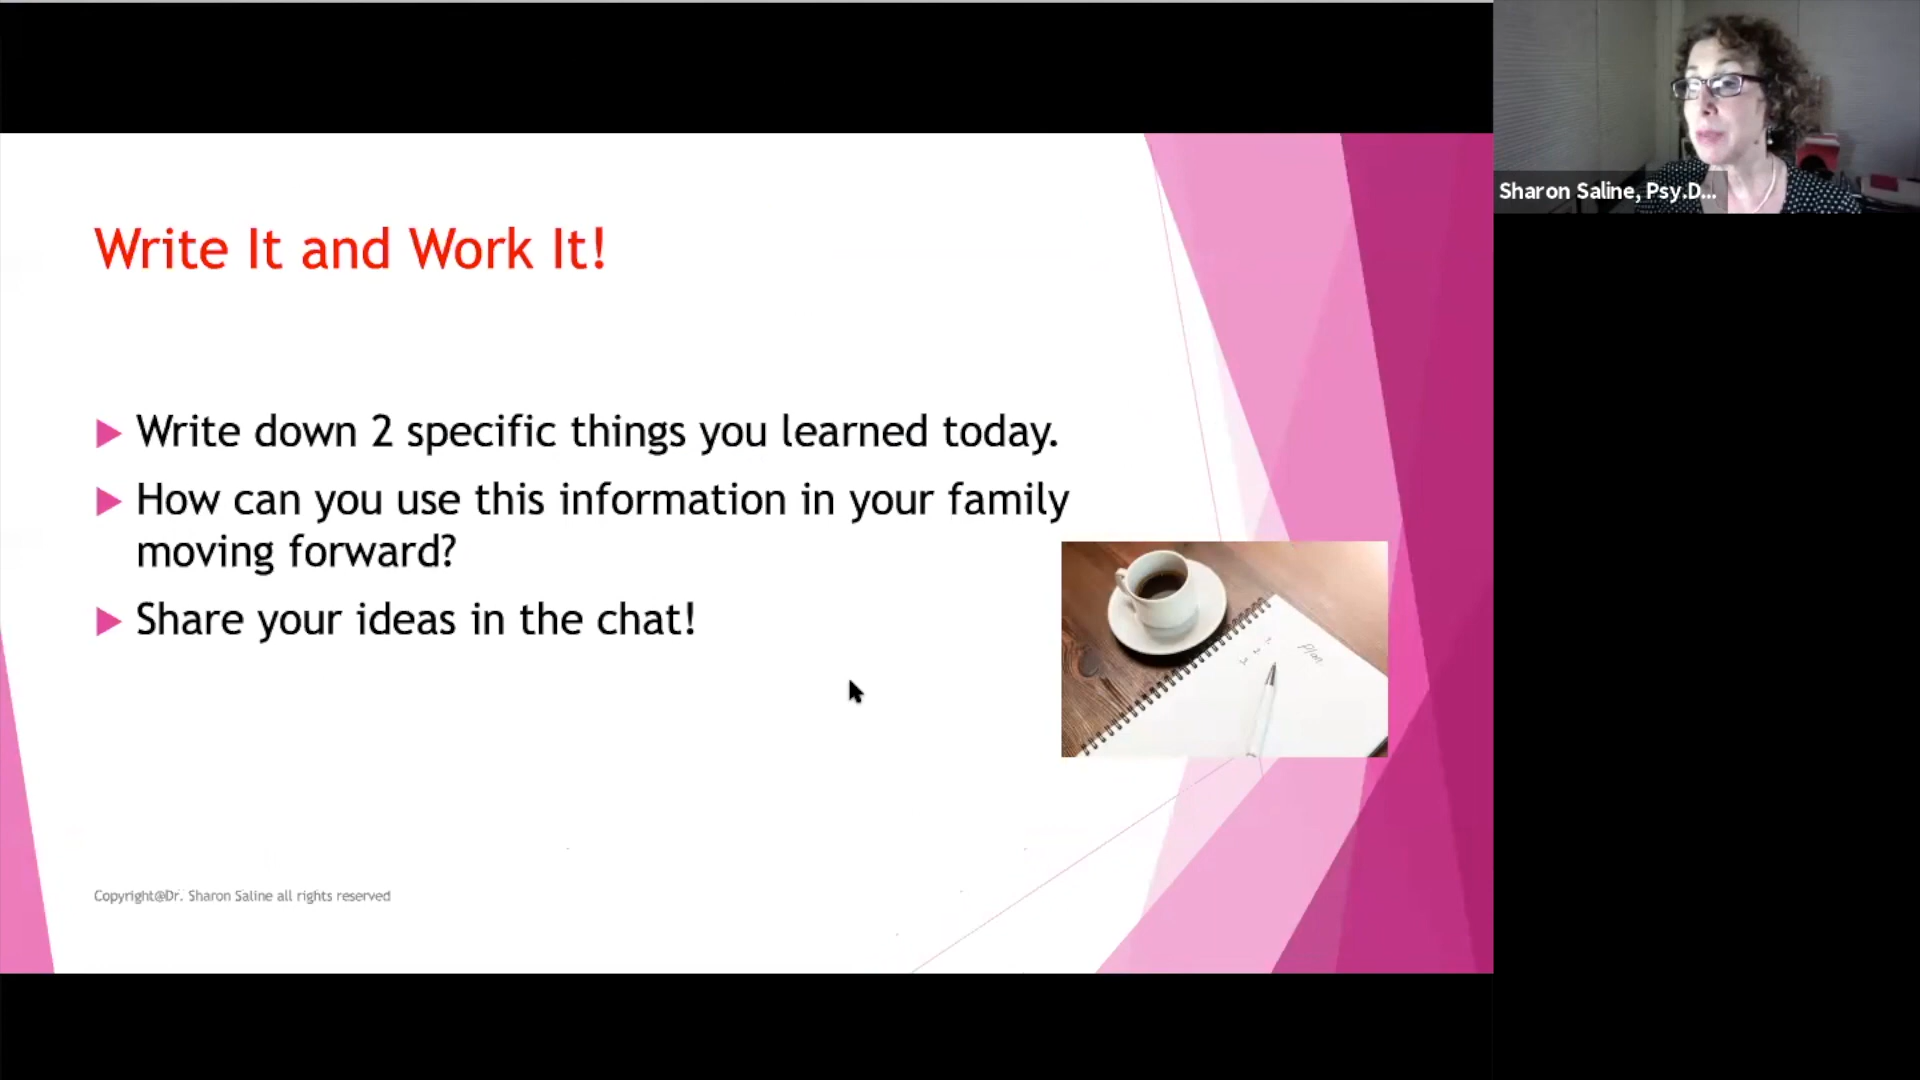 Sharon Saline, Psy.D...
Write It and Work It!
Write down 2 specific things you learned today.
How can you use this information in your family
moving forward?
Share your ideas in the chat!
Plan
Copyright@Dr. Sharon Saline all rights reserved